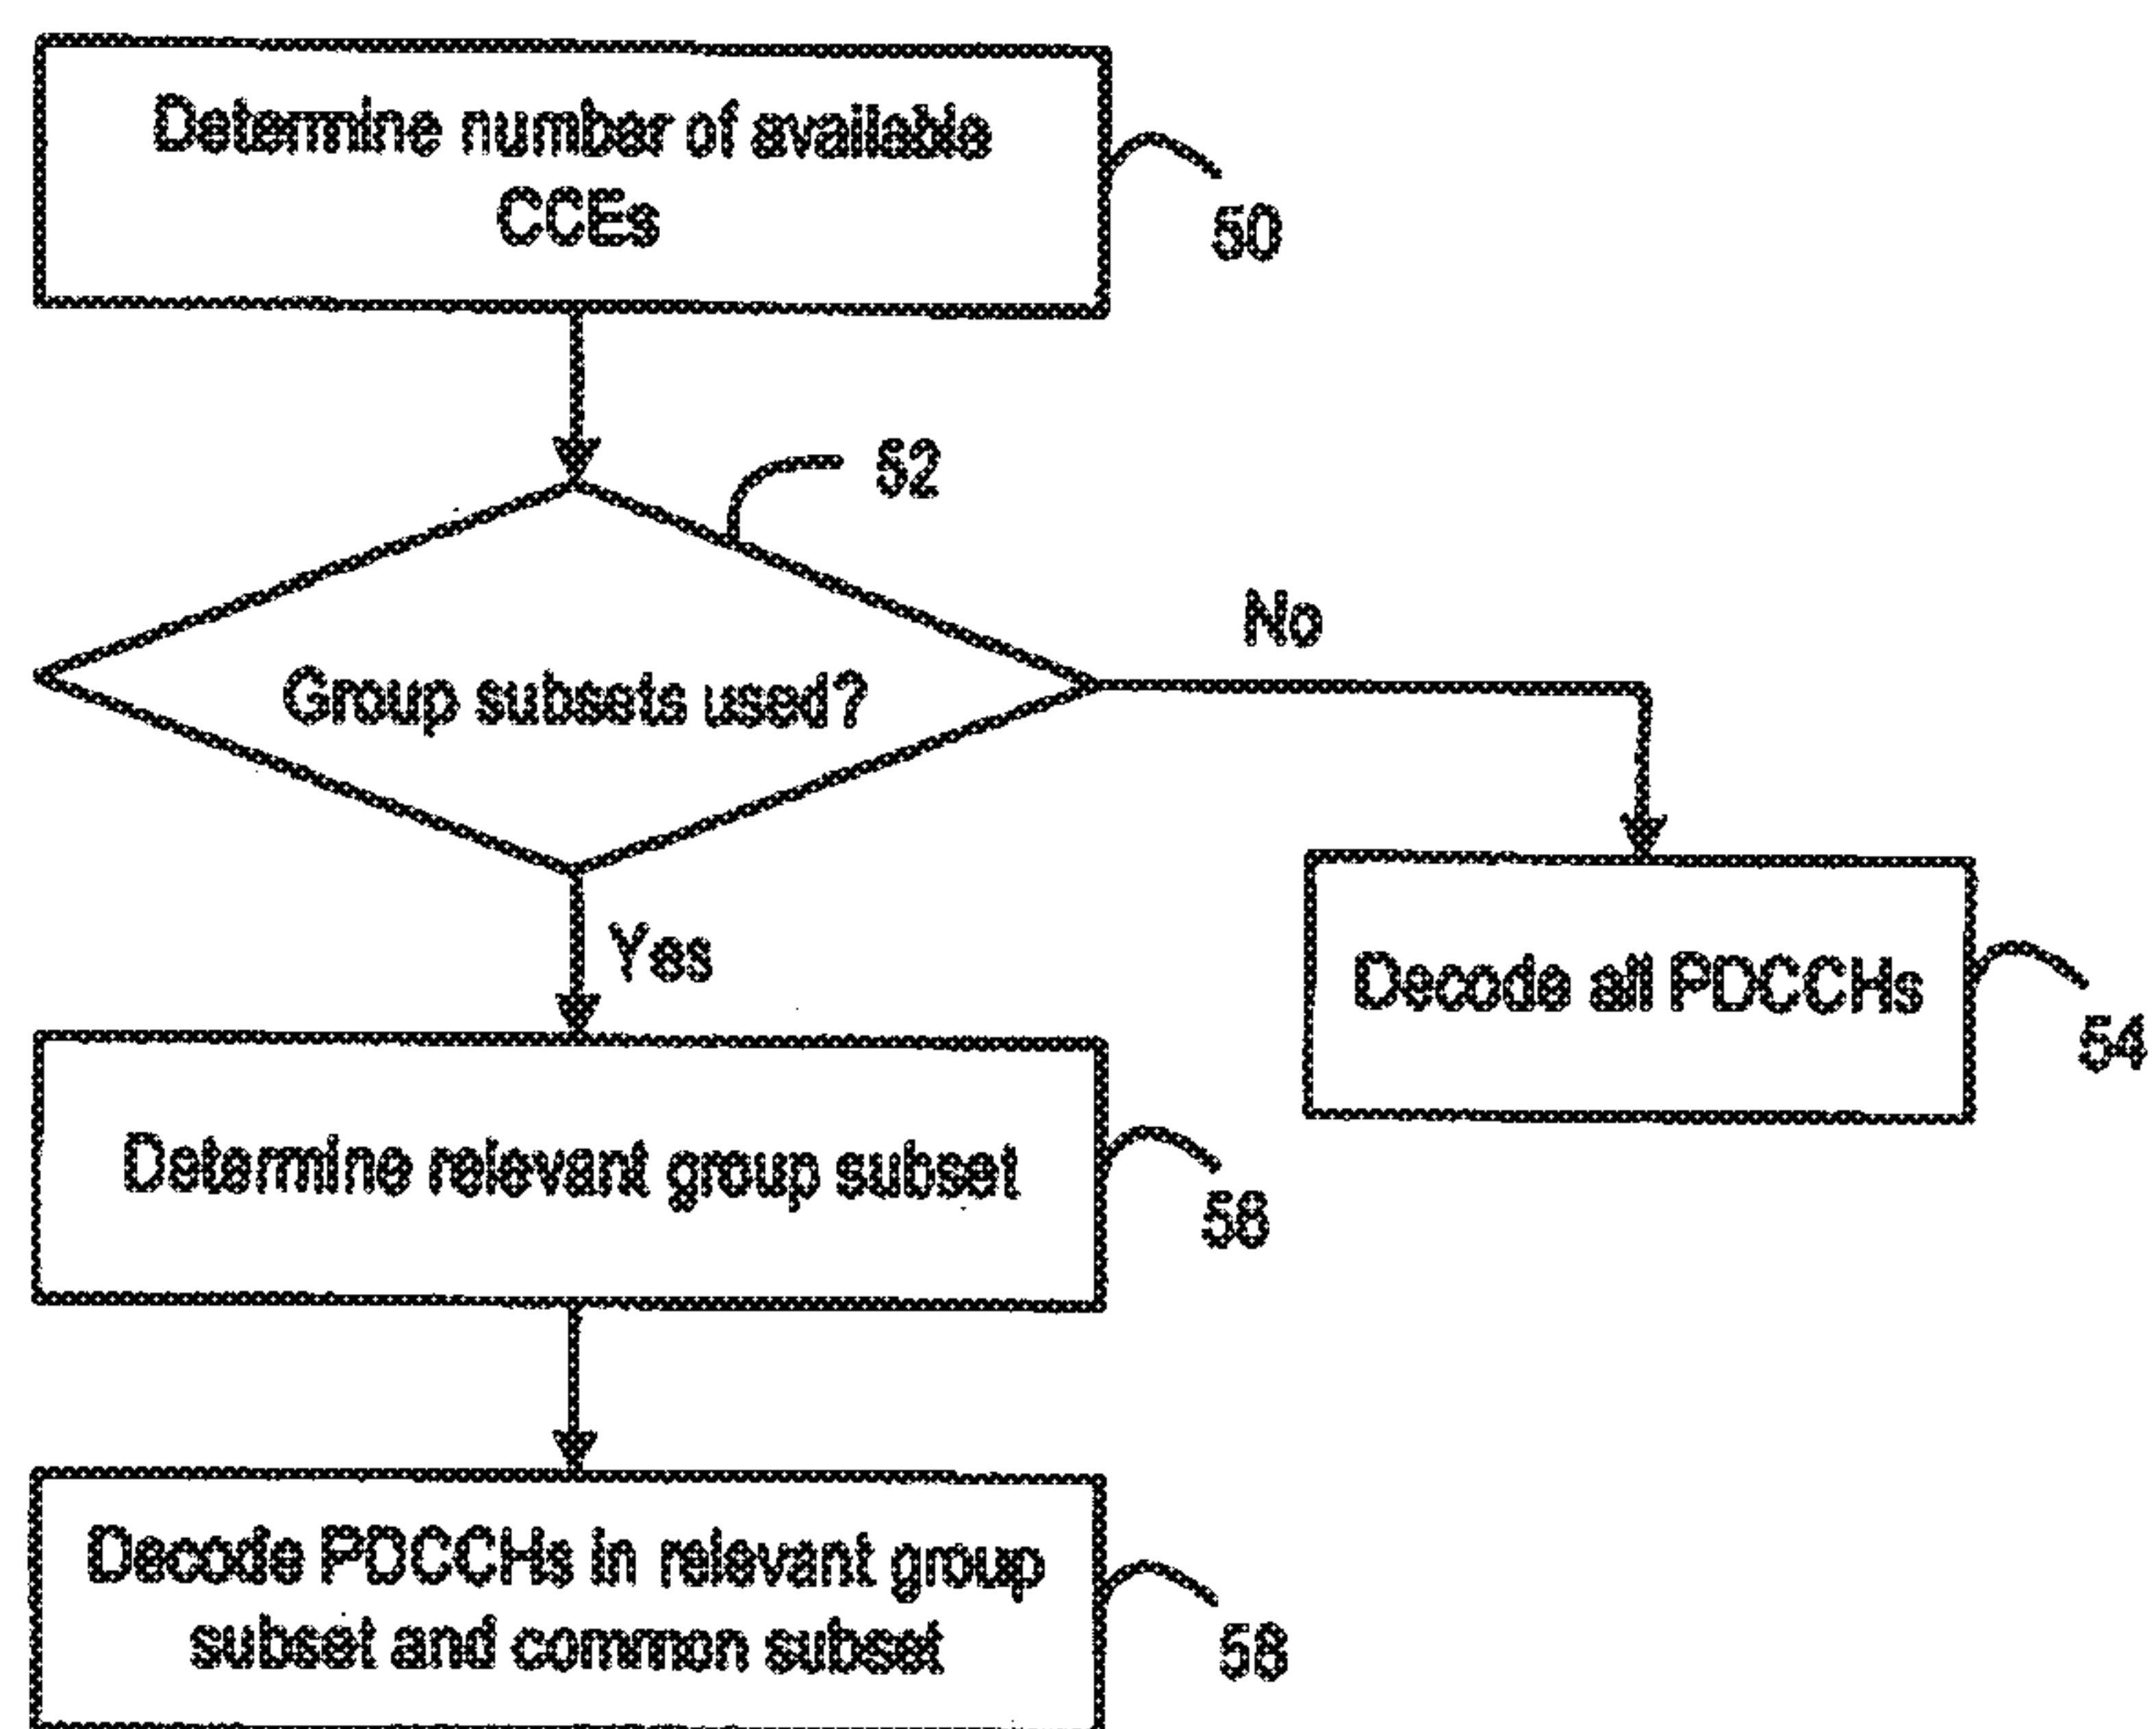 Determine number of available
CCEs
50
52
Group subsets used?
No
Yes
Decode all PDCCHs
54
Determine relevant group subset
58
Decode PDCCHs in relevant group
subset and common subset
58